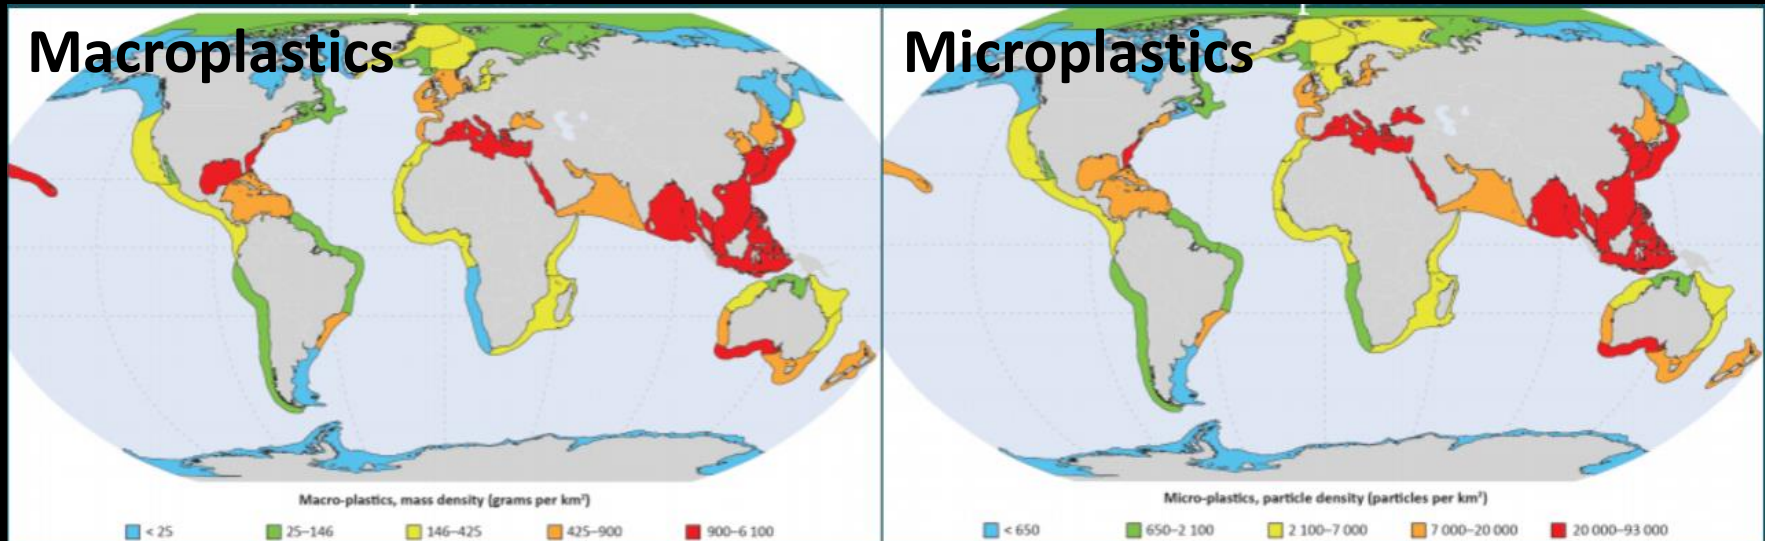 Macroplastics
Macro-plastics, mass density (grams per km²)
< 25
25–146
146–425
425–900
900–6 100
Microplastics
Micro-plastics, particle density (particles per km²)
< 650
650–2 100
2 100–7 000
7 000–20 000
20 000–93 000